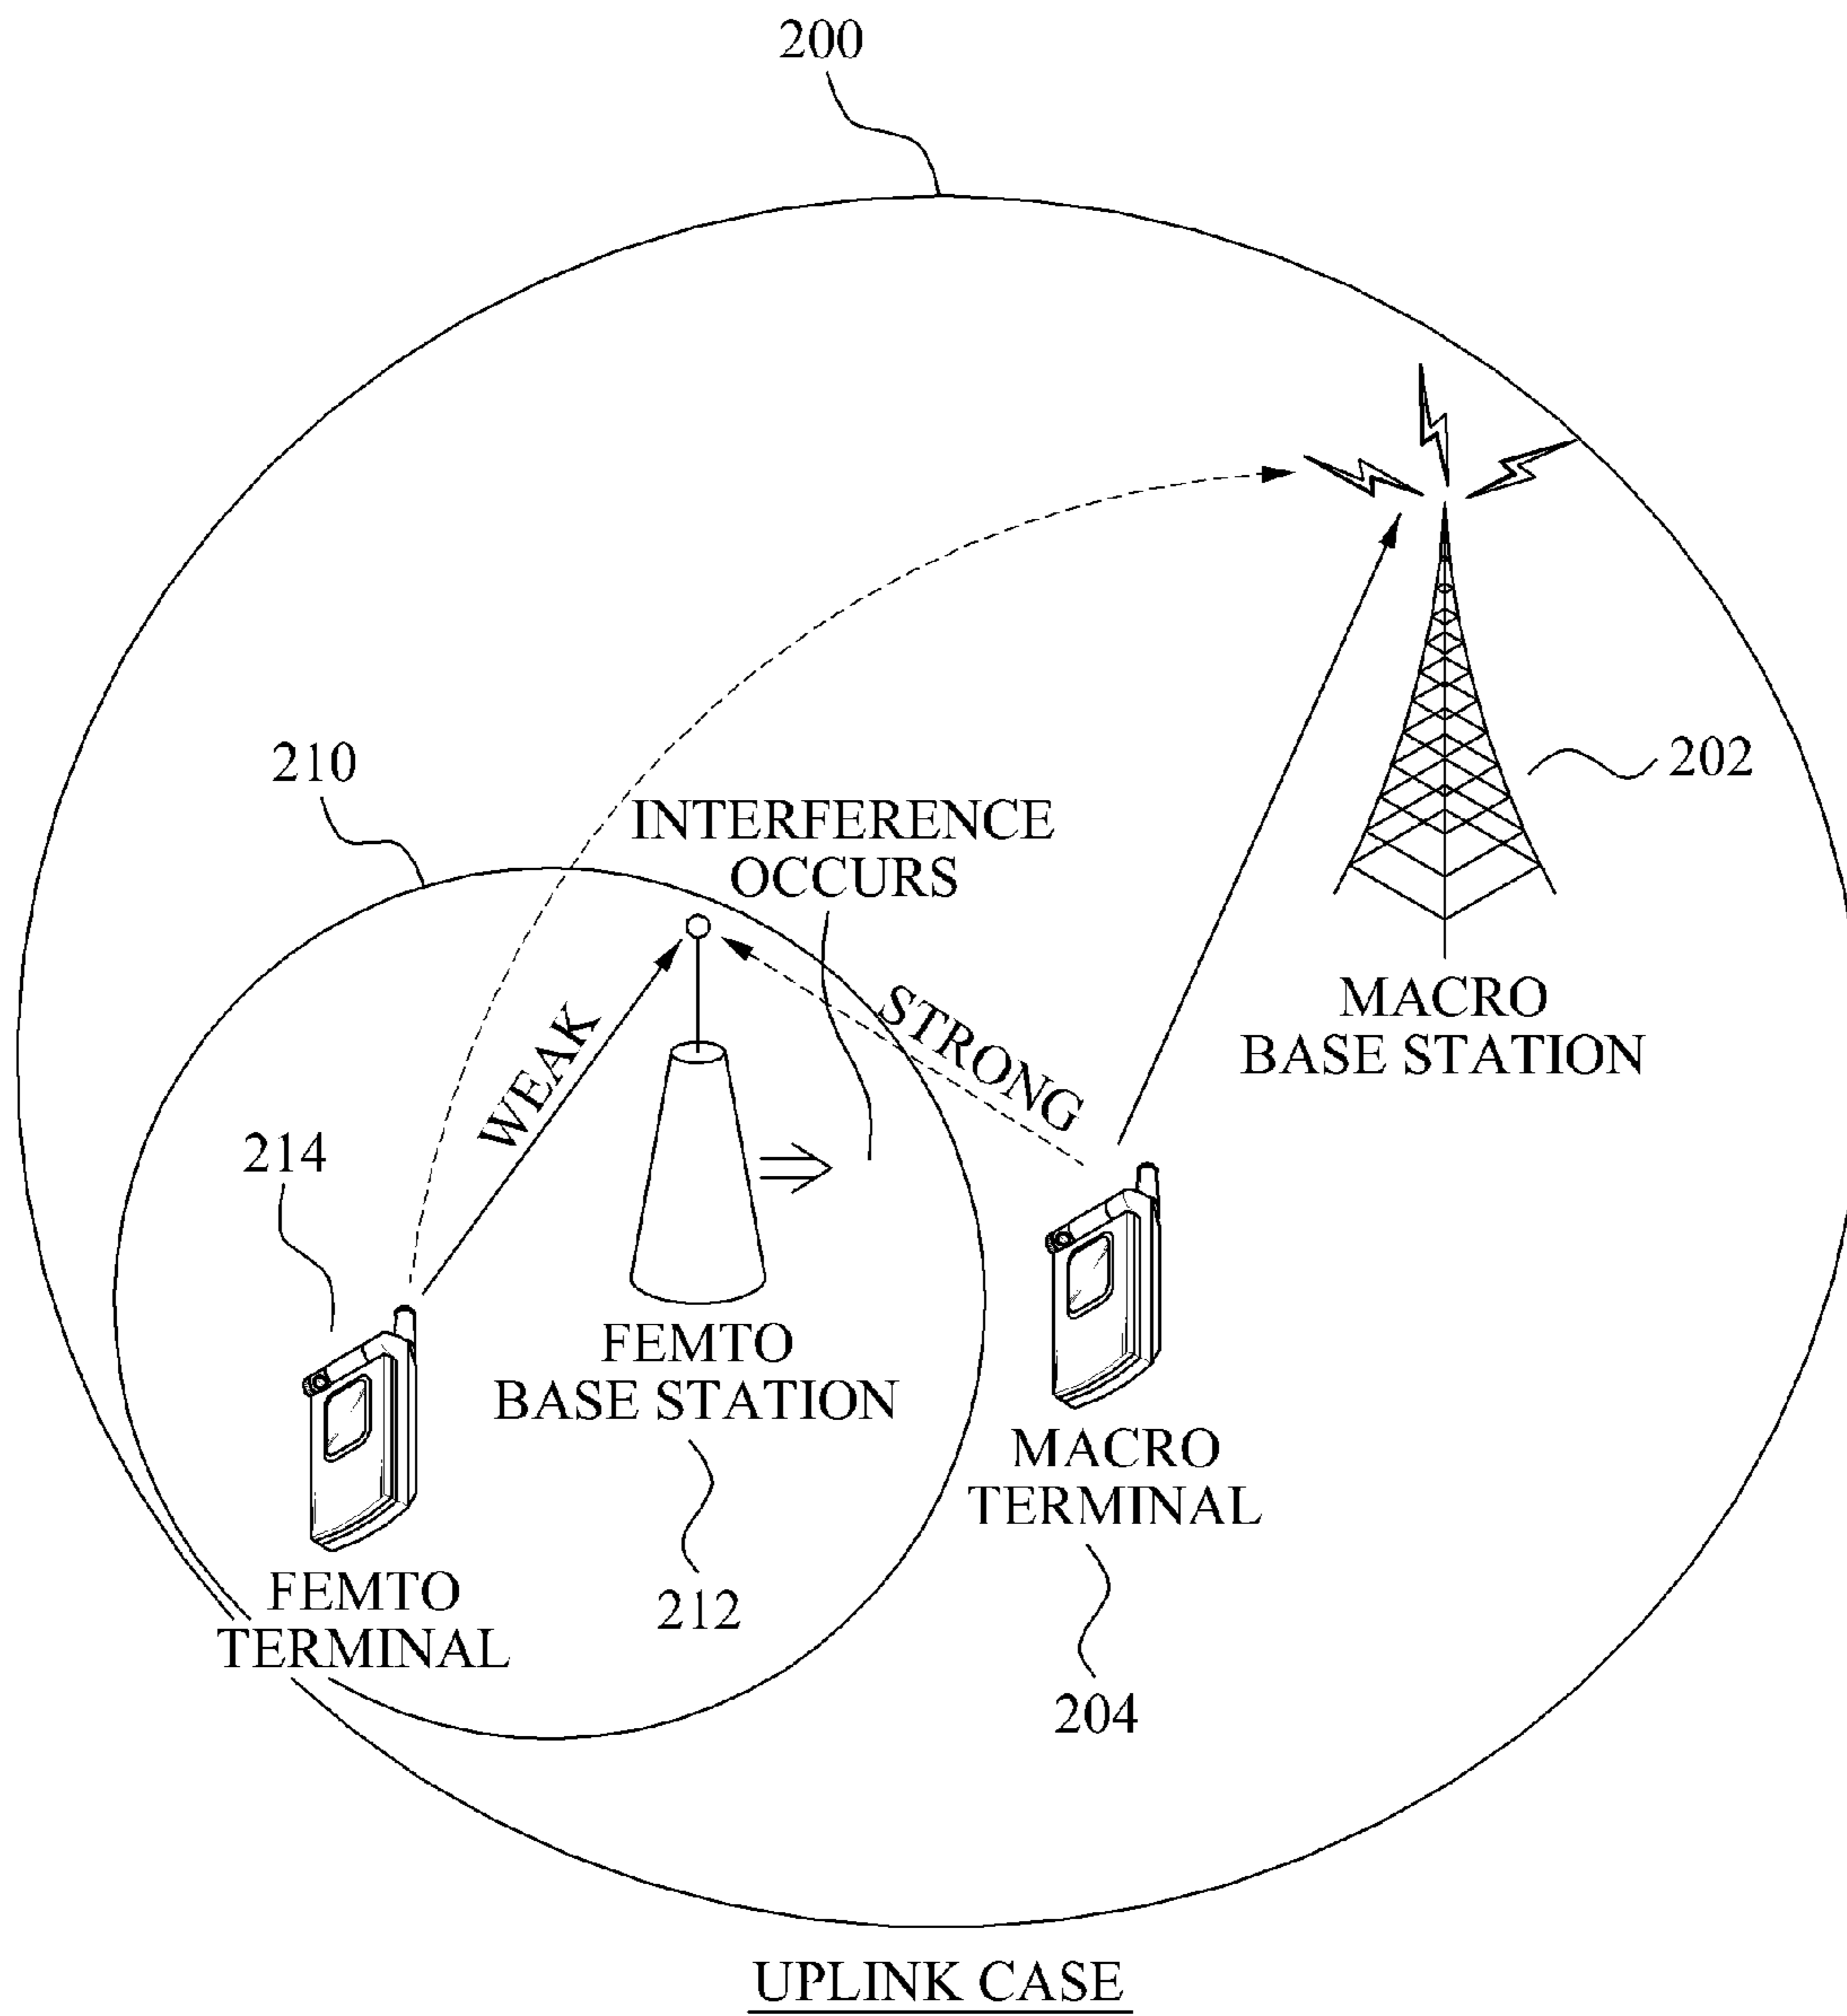 200
210
INTERFERENCE
OCCURS
202
MACRO
BASE STATION
WEAK
STRONG
214
FEMTO
BASE STATION
212
MACRO
TERMINAL
204
FEMTO
TERMINAL
UPLINK CASE